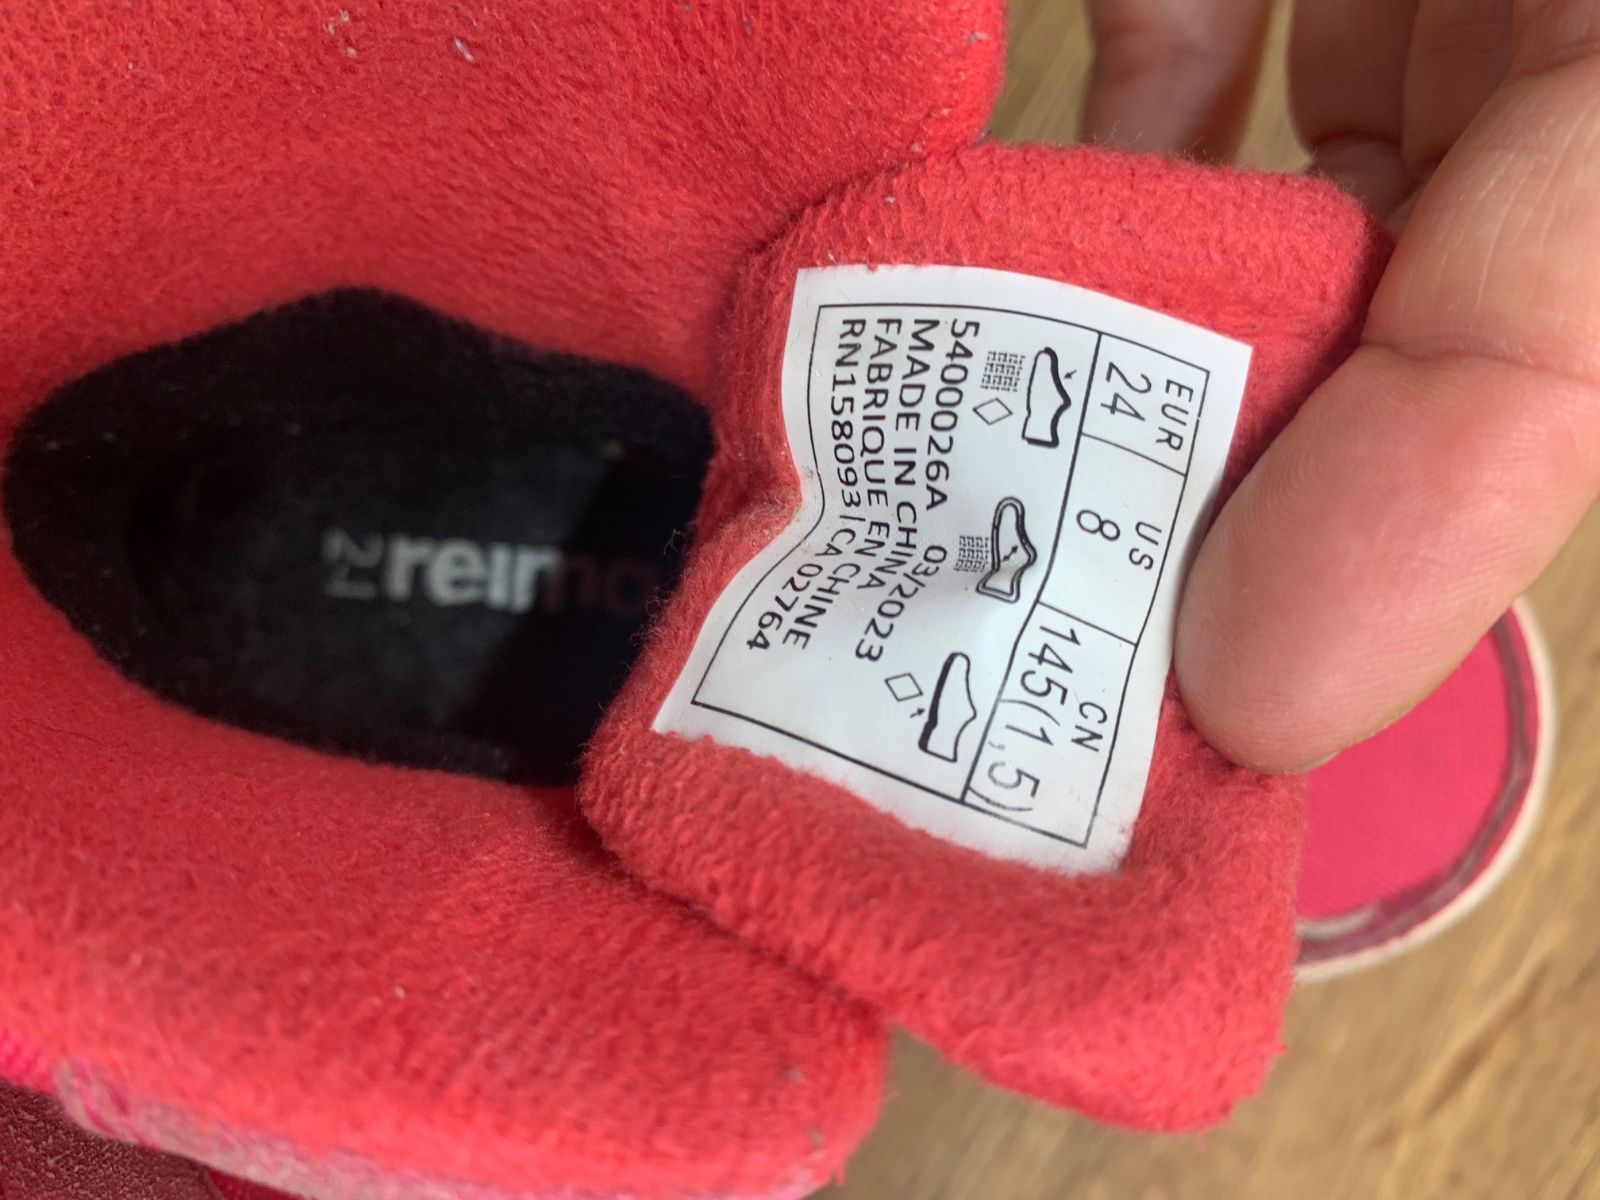 EUR US CN
24 8 145(1,5)
5400026A 03/2023
MADE IN CHINA
FABRIQUE EN CHINE
RN158093|CA 02764
reima